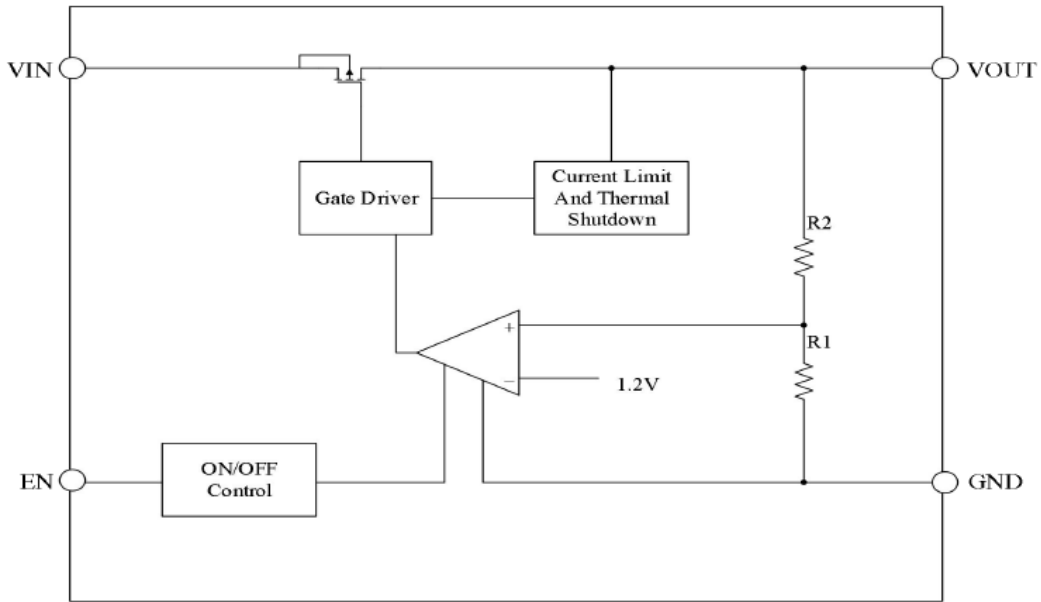 VIN
VOUT
Gate Driver
Current Limit
And Thermal
Shutdown
R2
+
R1
−
1.2V
EN
ON/OFF
Control
GND